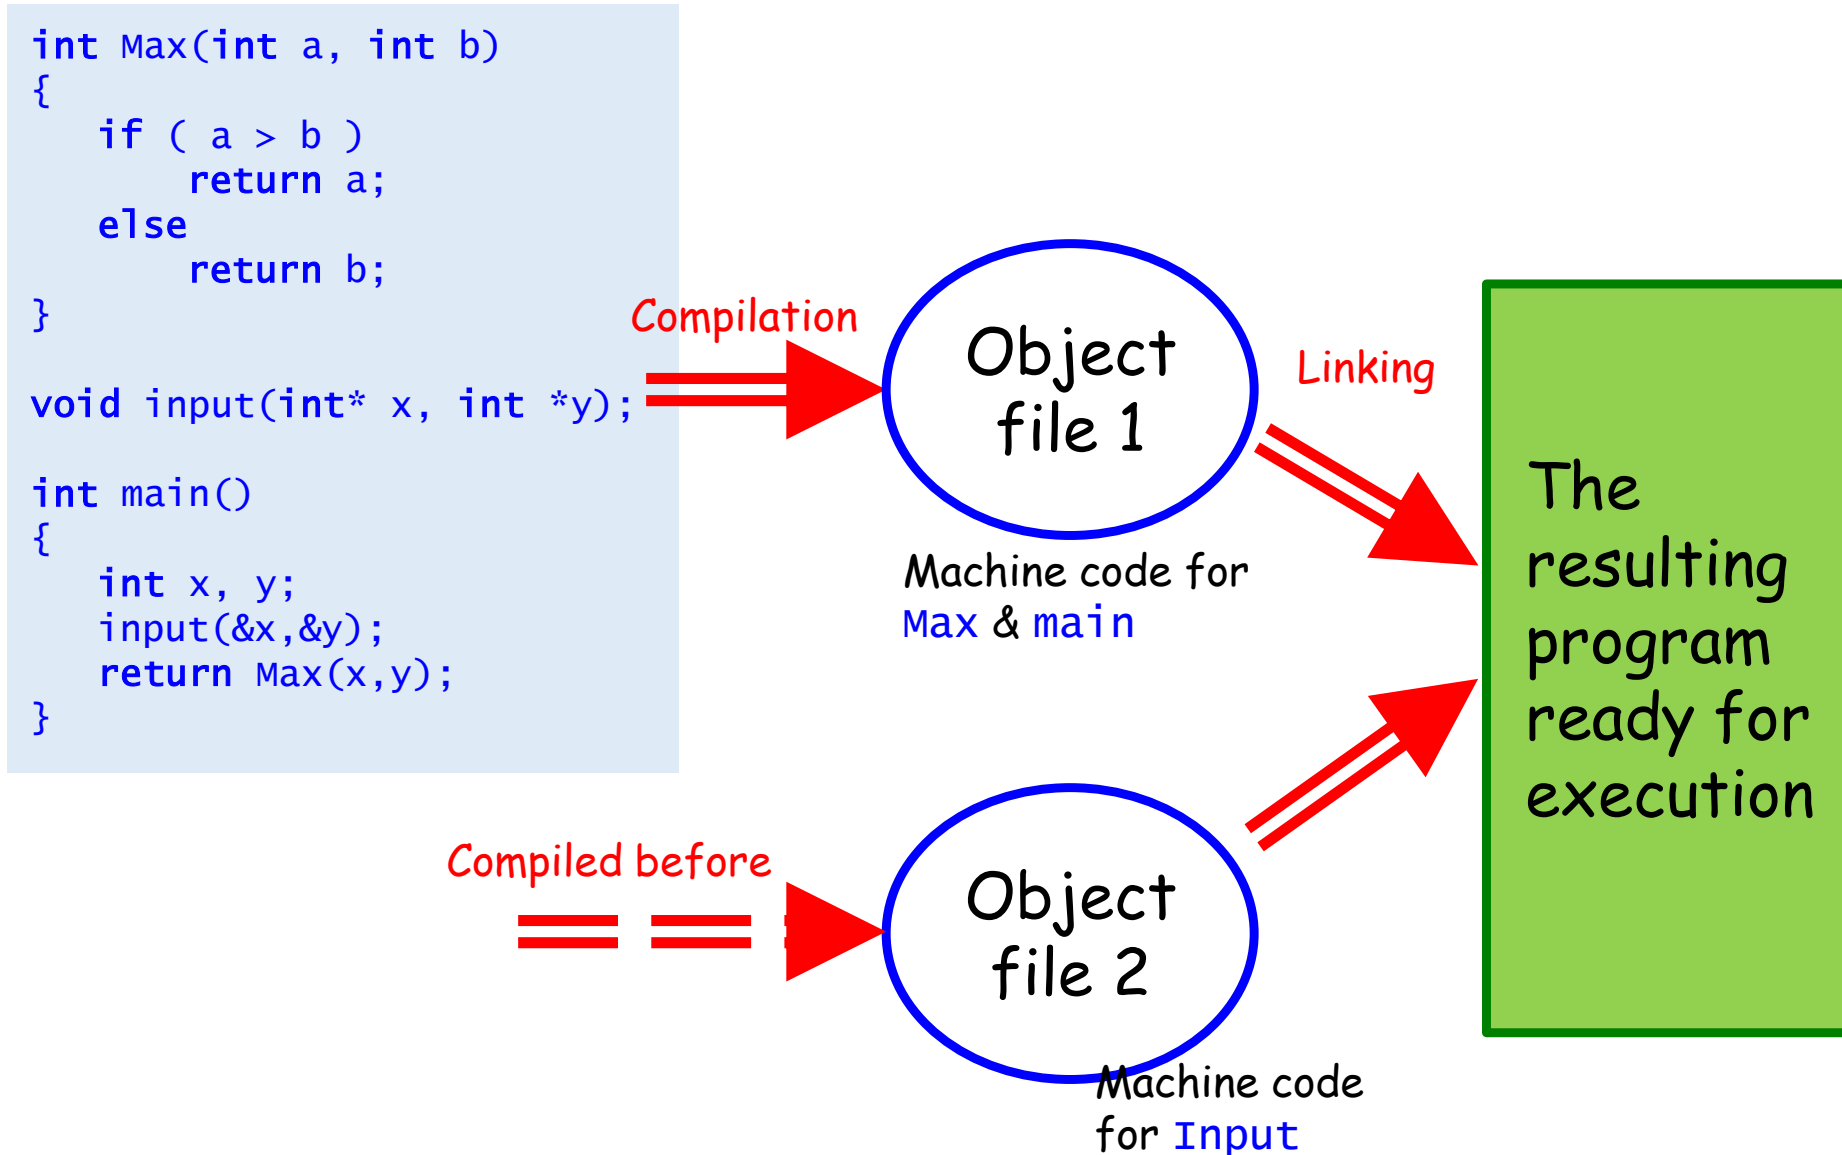 int Max(int a, int b)
{
if ( a > b )
return a;
else
return b;
}
void input(int* x, int *y);
int main()
{
int x, y;
input(&x,&y);
return Max(x,y);
}
Compilation
Object
file 1
Machine code for
Max & main
Linking
Compiled before
Object
file 2
Machine code
for Input
The
resulting
program
ready for
execution